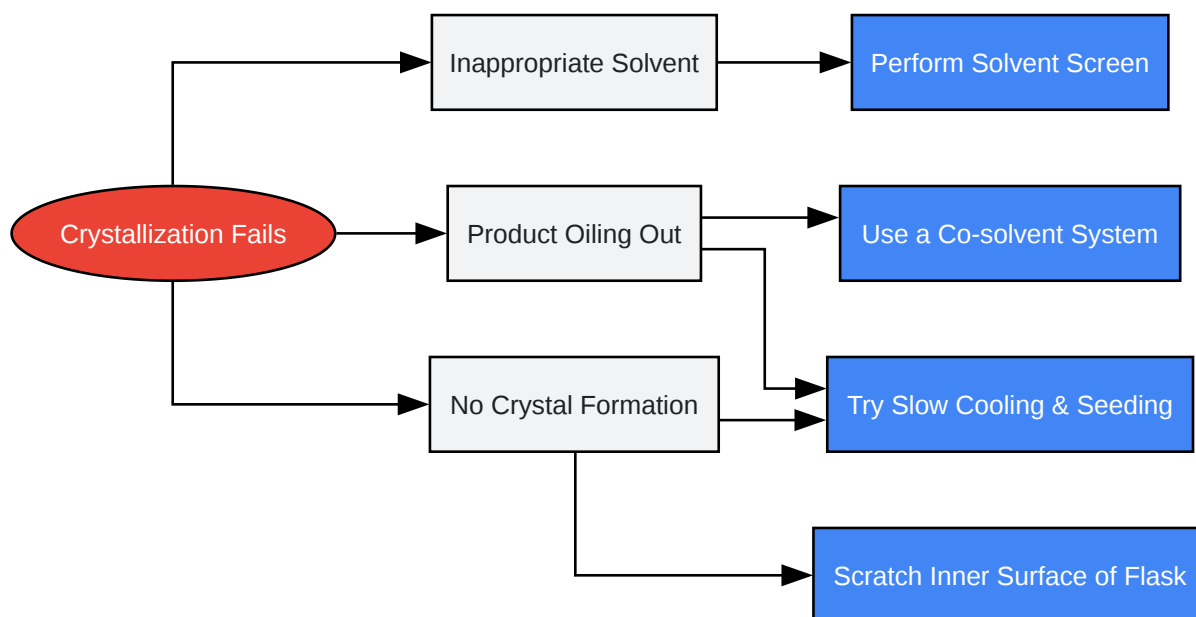 Inappropriate Solvent
Perform Solvent Screen
Crystallization Fails
Product Oiling Out
Use a Co-solvent System
No Crystal Formation
Try Slow Cooling & Seeding
Scratch Inner Surface of Flask